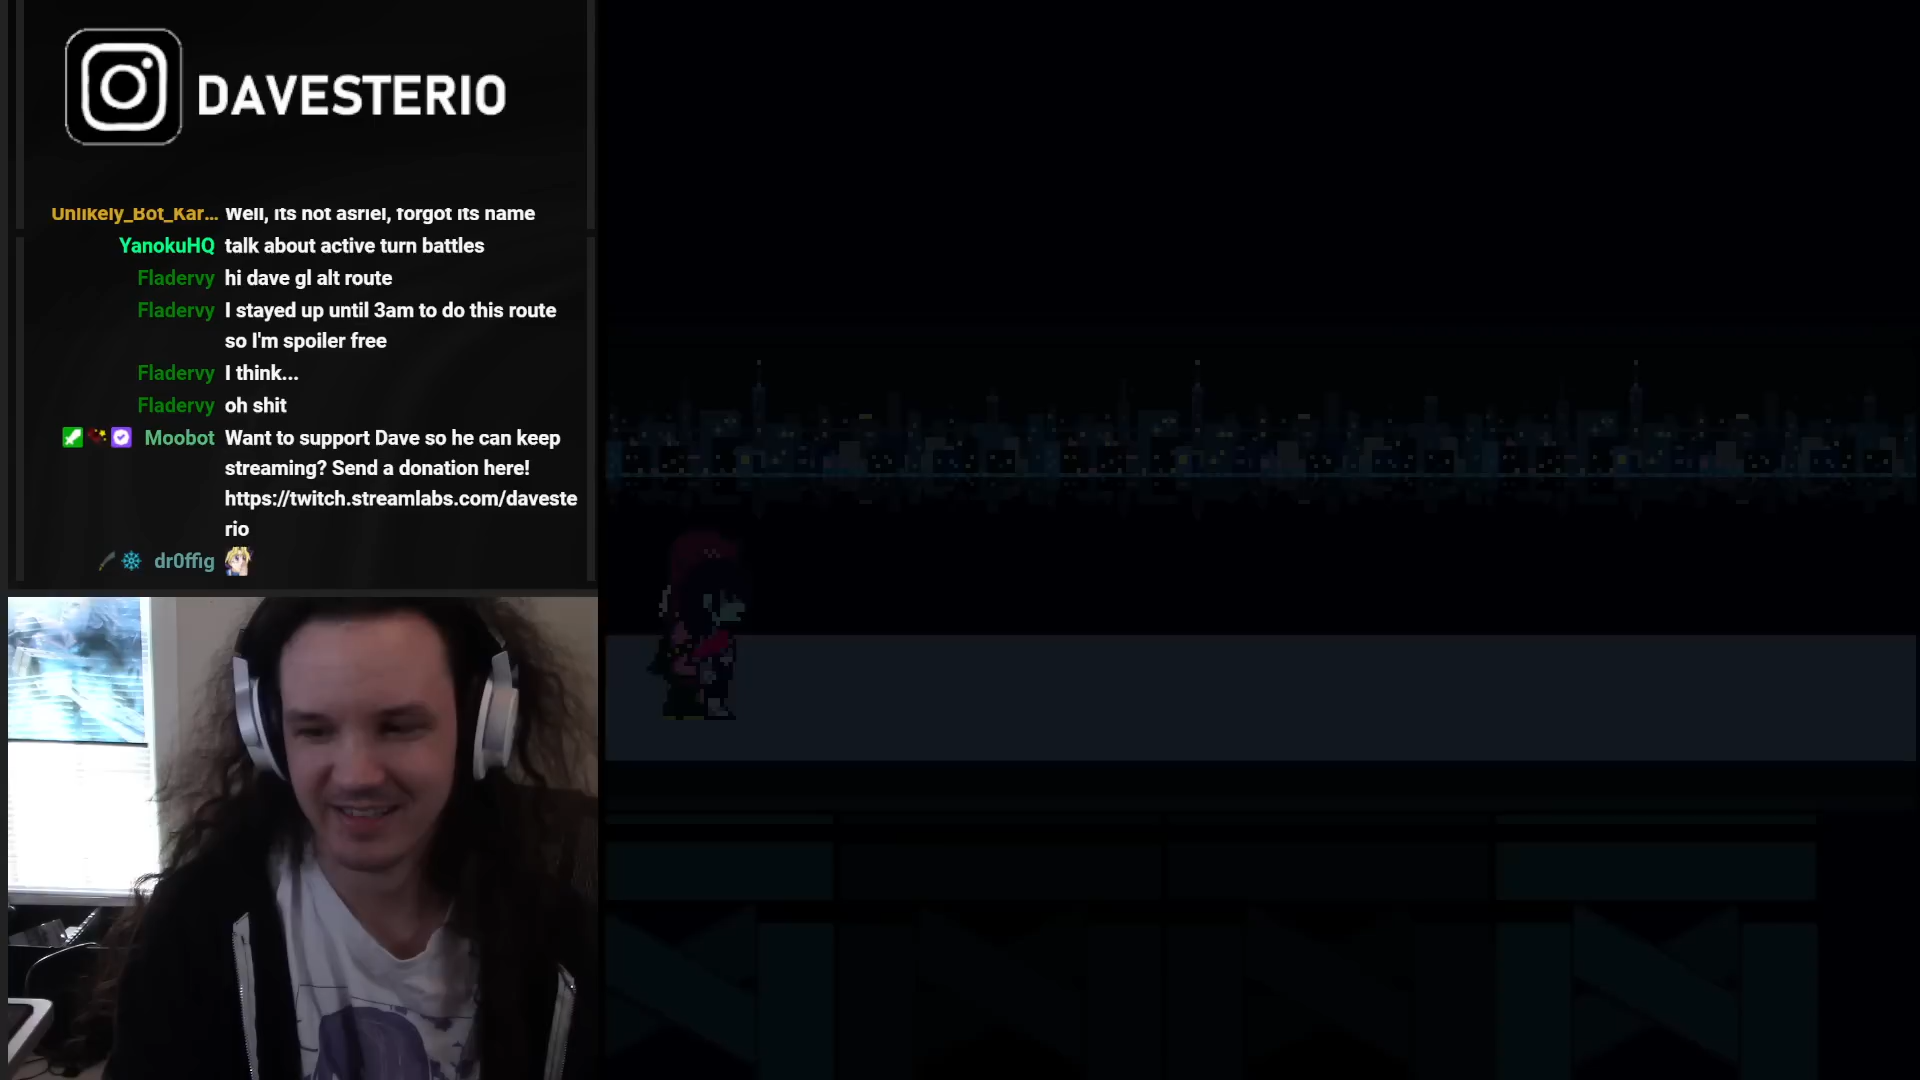 DAVESTERIO
Unlikely_Bot_Kar... Well, its not asriel, forgot its name
YanokuHQ talk about active turn battles
Fladervy hi dave gl alt route
Fladervy I stayed up until 3am to do this route
so I'm spoiler free
Fladervy I think...
Fladervy oh shit
Moobot Want to support Dave so he can keep
streaming? Send a donation here!
https://twitch.streamlabs.com/daveste
rio
dr0ffig